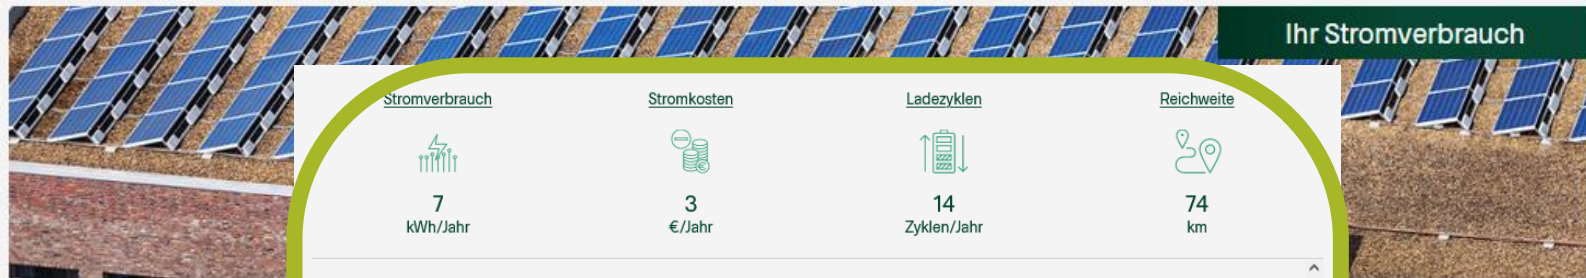 Ihr Stromverbrauch
Stromverbrauch Stromkosten Ladezyklen Reichweite
7 3 14 74
kWh/Jahr €/Jahr Zyklen/Jahr km